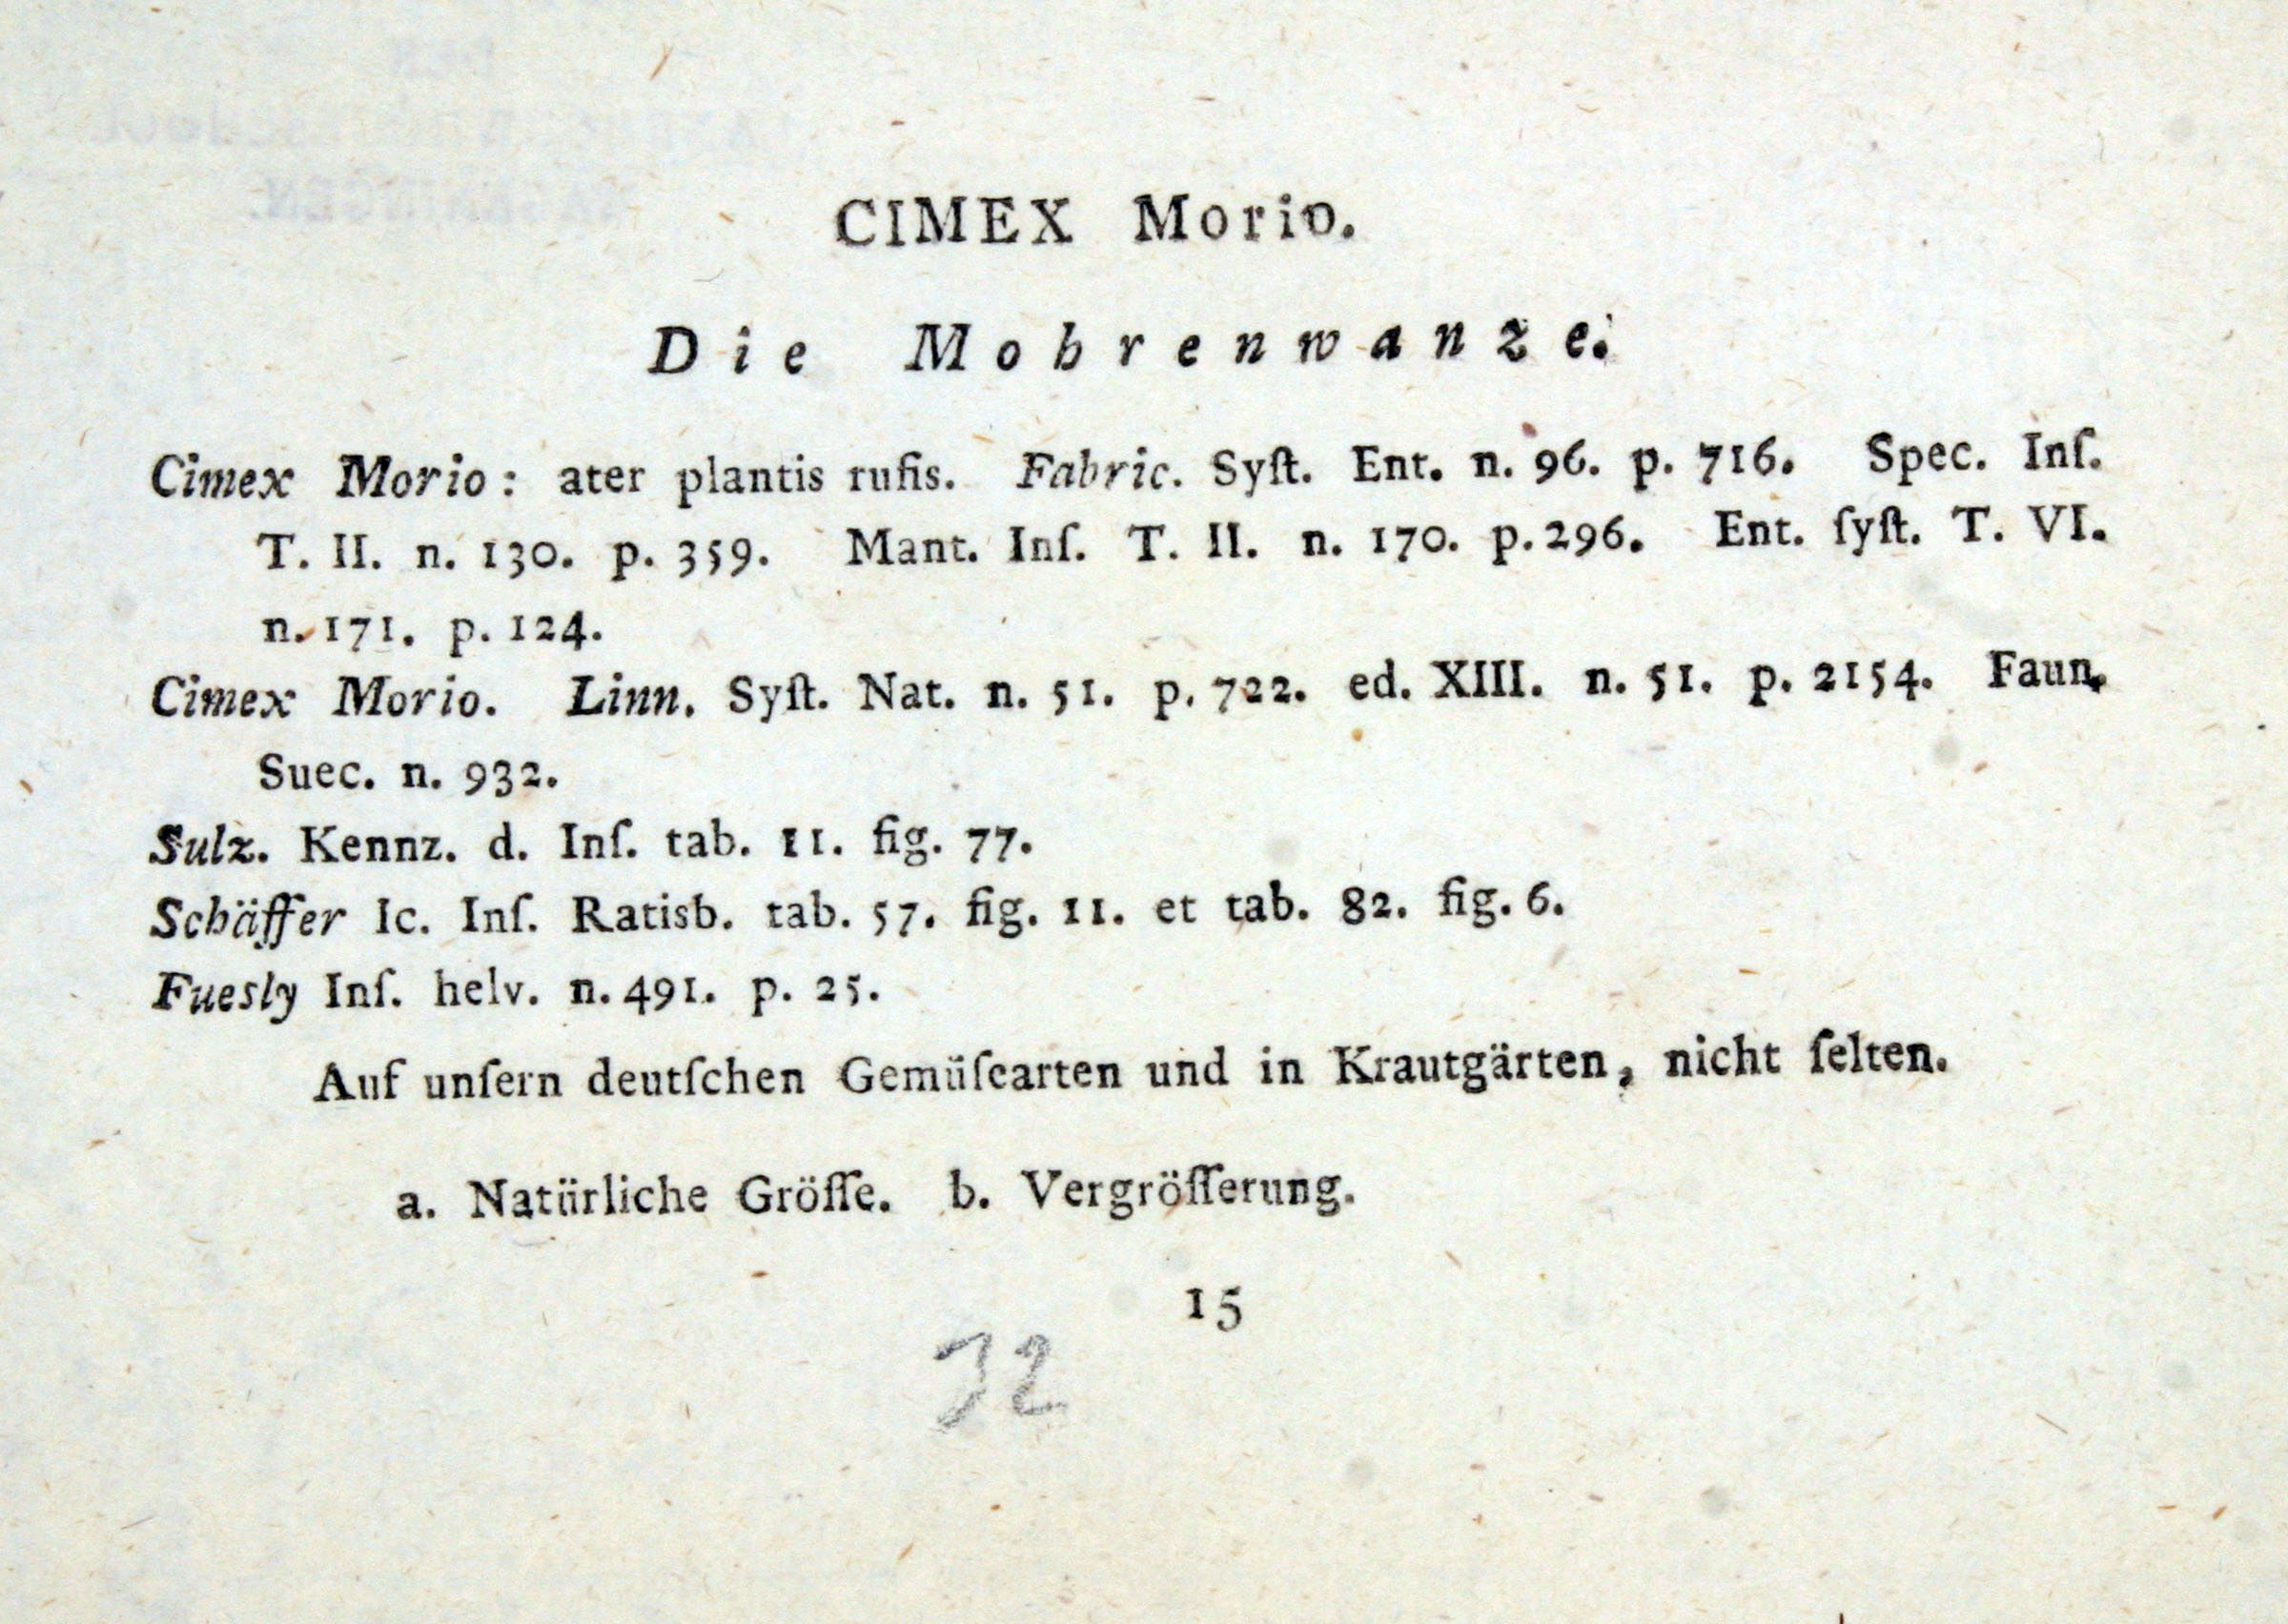 CIMEX Morio.
Die Mohrenwanze.
Cimex Morio: ater plantis rufis. Fabric. Syſt. Ent. n. 96. p. 716. Spec. Inſ.
T. II. n. 130. p. 359. Mant. Inſ. T. II. n. 170. p. 296. Ent. ſyſt. T. VI.
n. 171. p. 124.
Cimex Morio. Linn. Syſt. Nat. n. 51. p. 722. ed. XIII. n. 51. p. 2154. Faun.
Suec. n. 932.
Sulz. Kennz. d. Inſ. tab. 11. fig. 77.
Schäffer Ic. Inſ. Ratisb. tab. 57. fig. 11. et tab. 82. fig. 6.
Fuesly Inſ. helv. n. 491. p. 25.
Auf unſern deutſchen Gemüſearten und in Krautgärten, nicht ſelten.
a. Natürliche Gröſſe. b. Vergröſſerung.
15
32